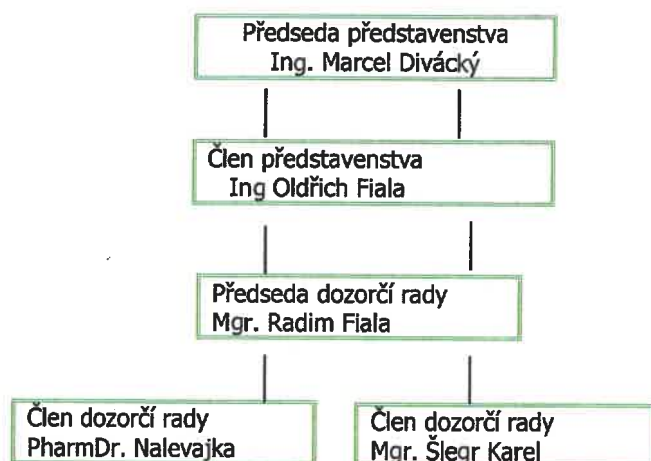 Předseda představenstva
Ing. Marcel Divácký
Člen představenstva
Ing Oldřich Fiala
Předseda dozorčí rady
Mgr. Radim Fiala
Člen dozorčí rady
PharmDr. Nalevajka
Člen dozorčí rady
Mgr. Šlegr Karel